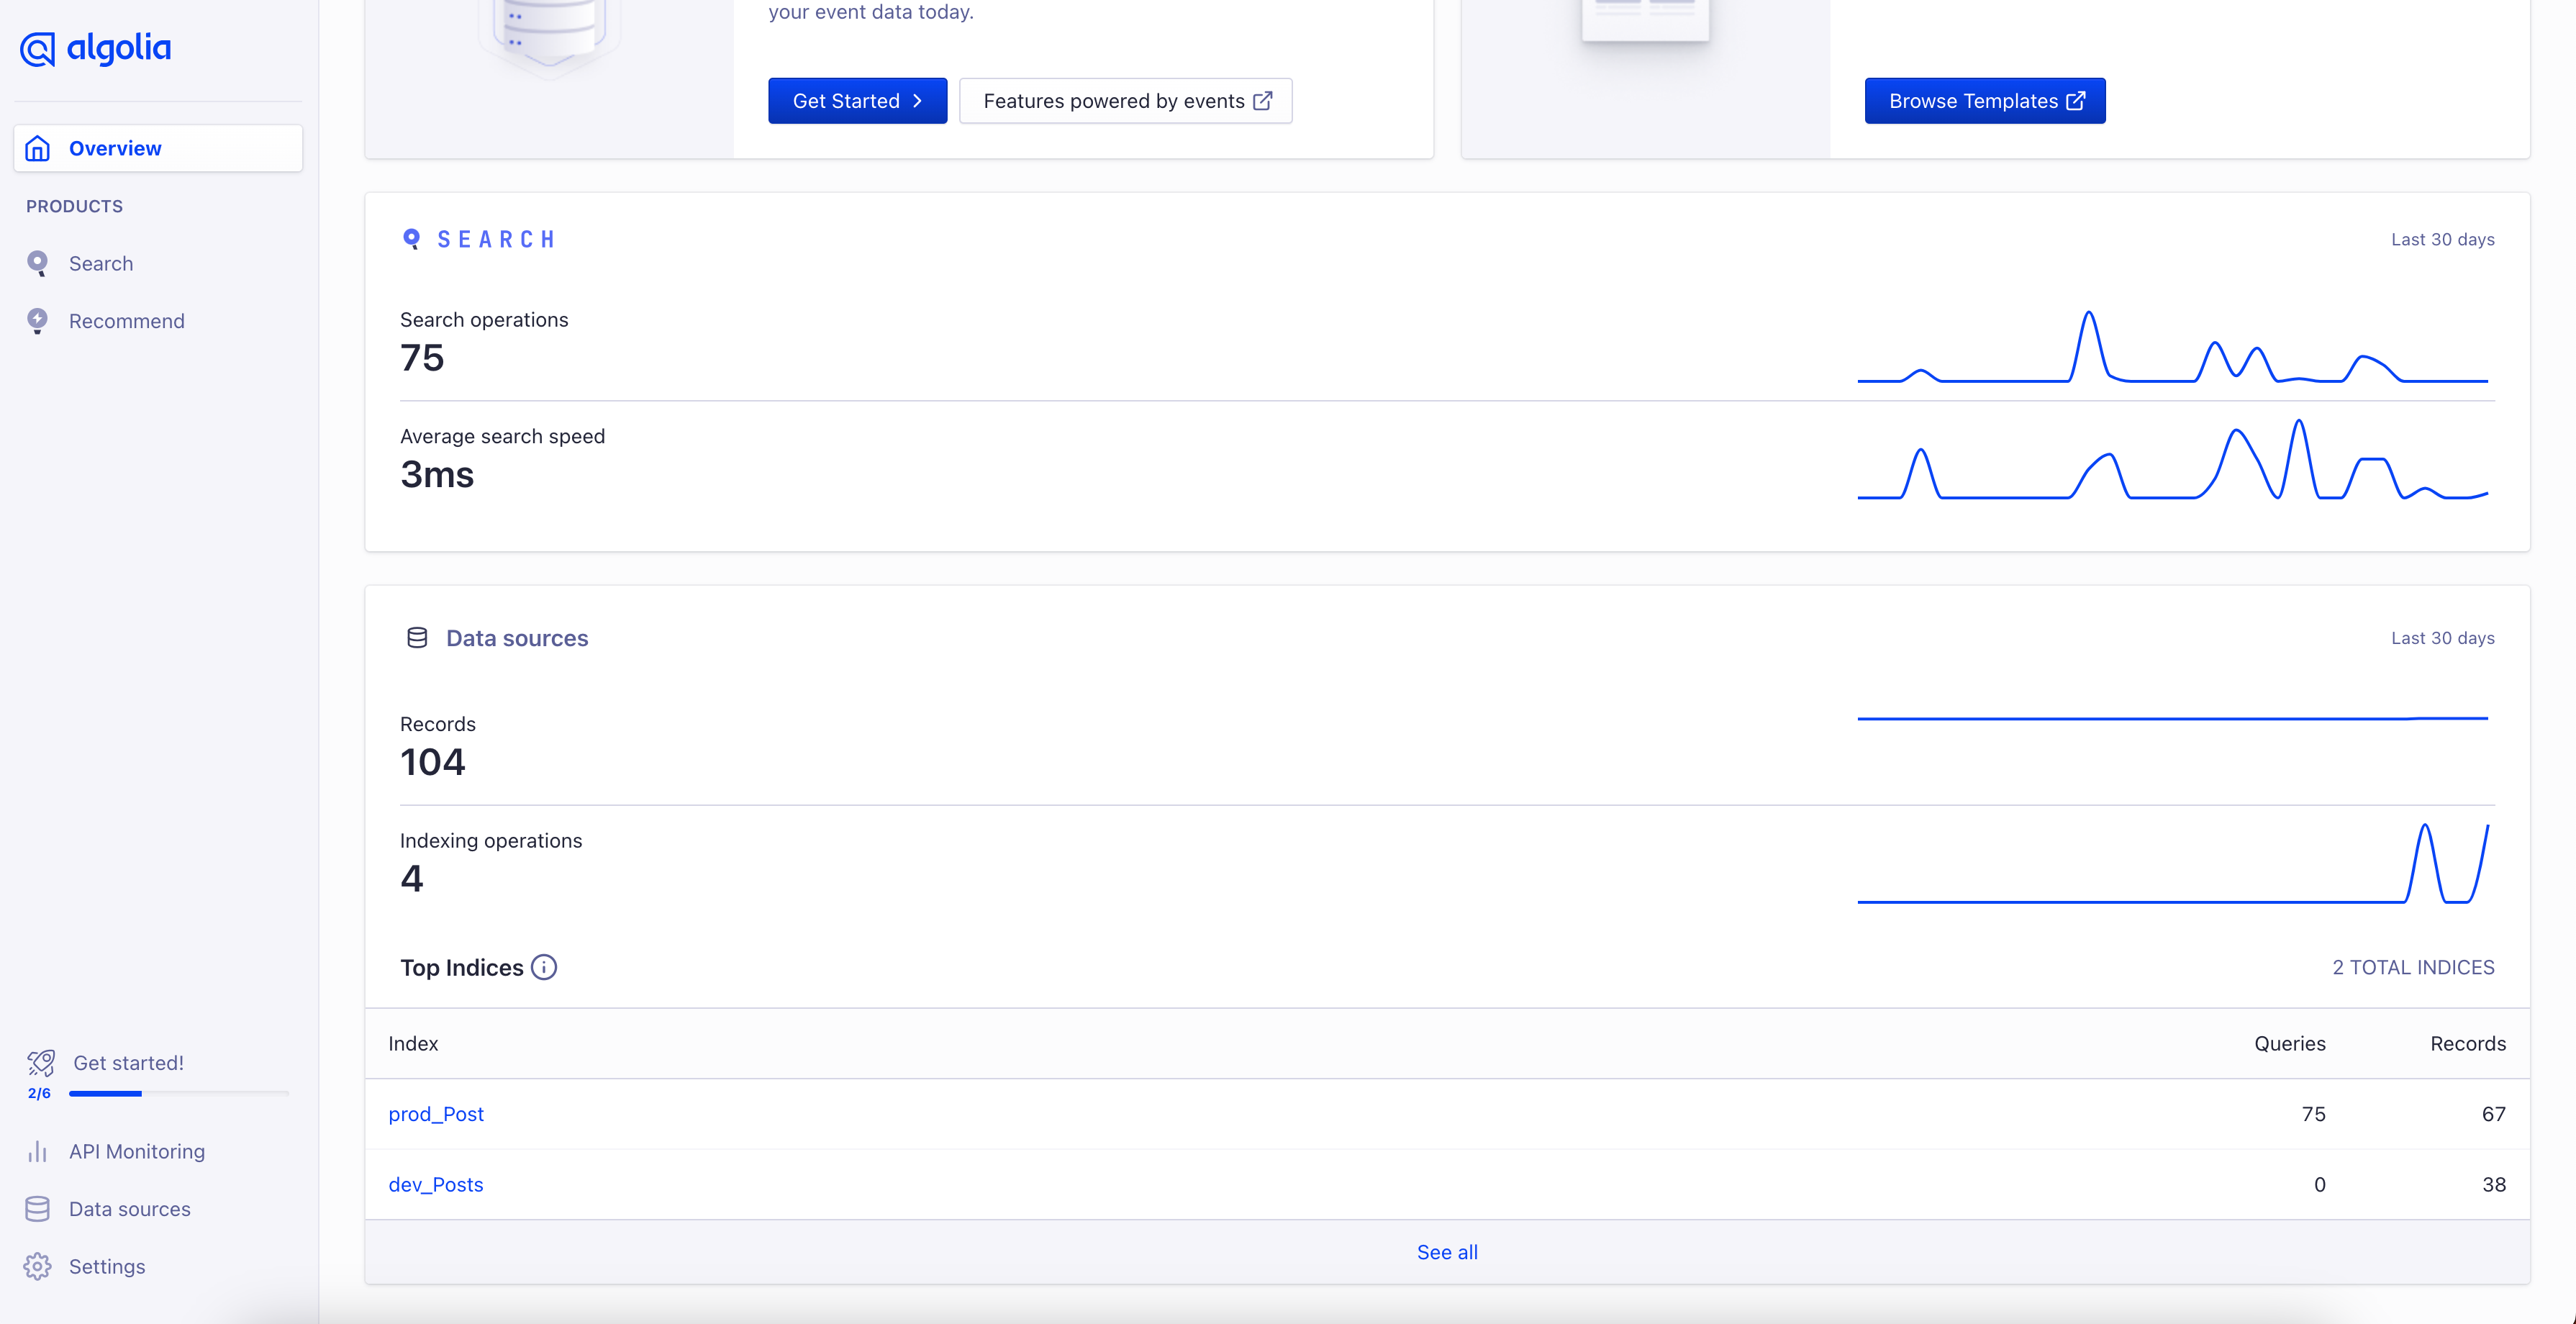 algolia
Overview
PRODUCTS
Search
Recommend
Get started!
2/6
API Monitoring
Data sources
Settings
your event data today.
Get Started
Features powered by events
Browse Templates
SEARCH
Last 30 days
Search operations
75
Average search speed
3ms
Data sources
Last 30 days
Records
104
Indexing operations
4
Top Indices
2 TOTAL INDICES
Index Queries Records
prod_Post 75 67
dev_Posts 0 38
See all